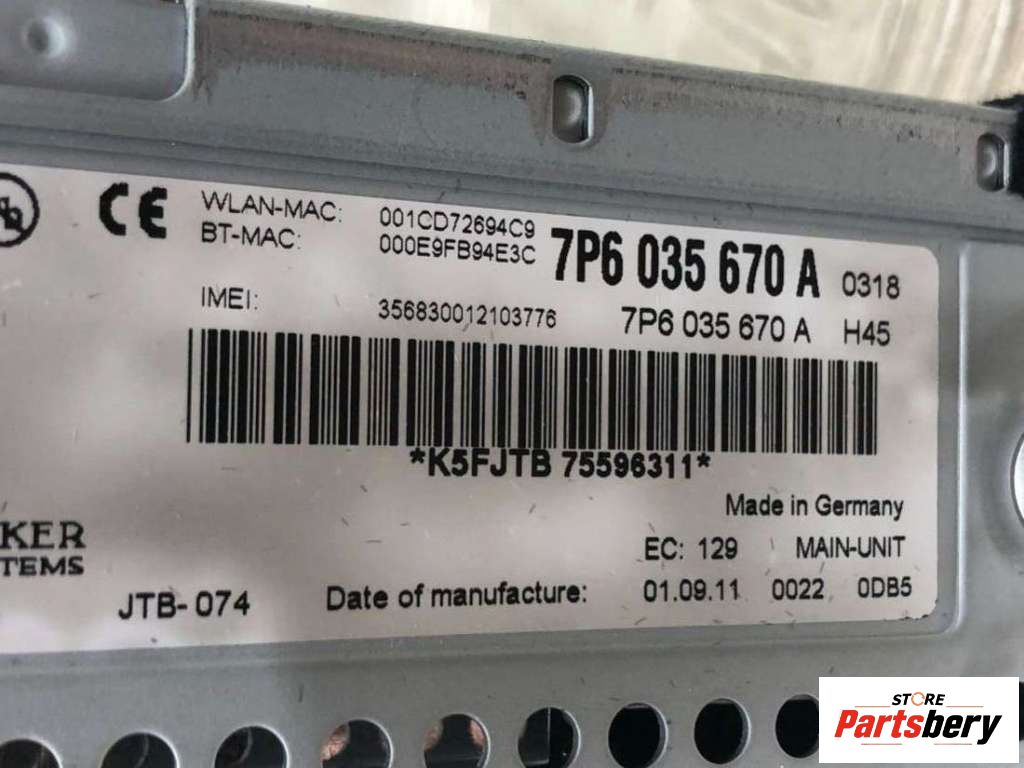 CE
WLAN-MAC: 001CD72694C9
BT-MAC: 000E9FB94E3C
7P6 035 670 A 0318
IMEI: 356830012103776
7P6 035 670 A H45
*K5FJTB 75596311*
Made in Germany
KER
TEMS
EC: 129 MAIN-UNIT
JTB-074 Date of manufacture: 01.09.11 0022 0DB5
STORE
Partsbery